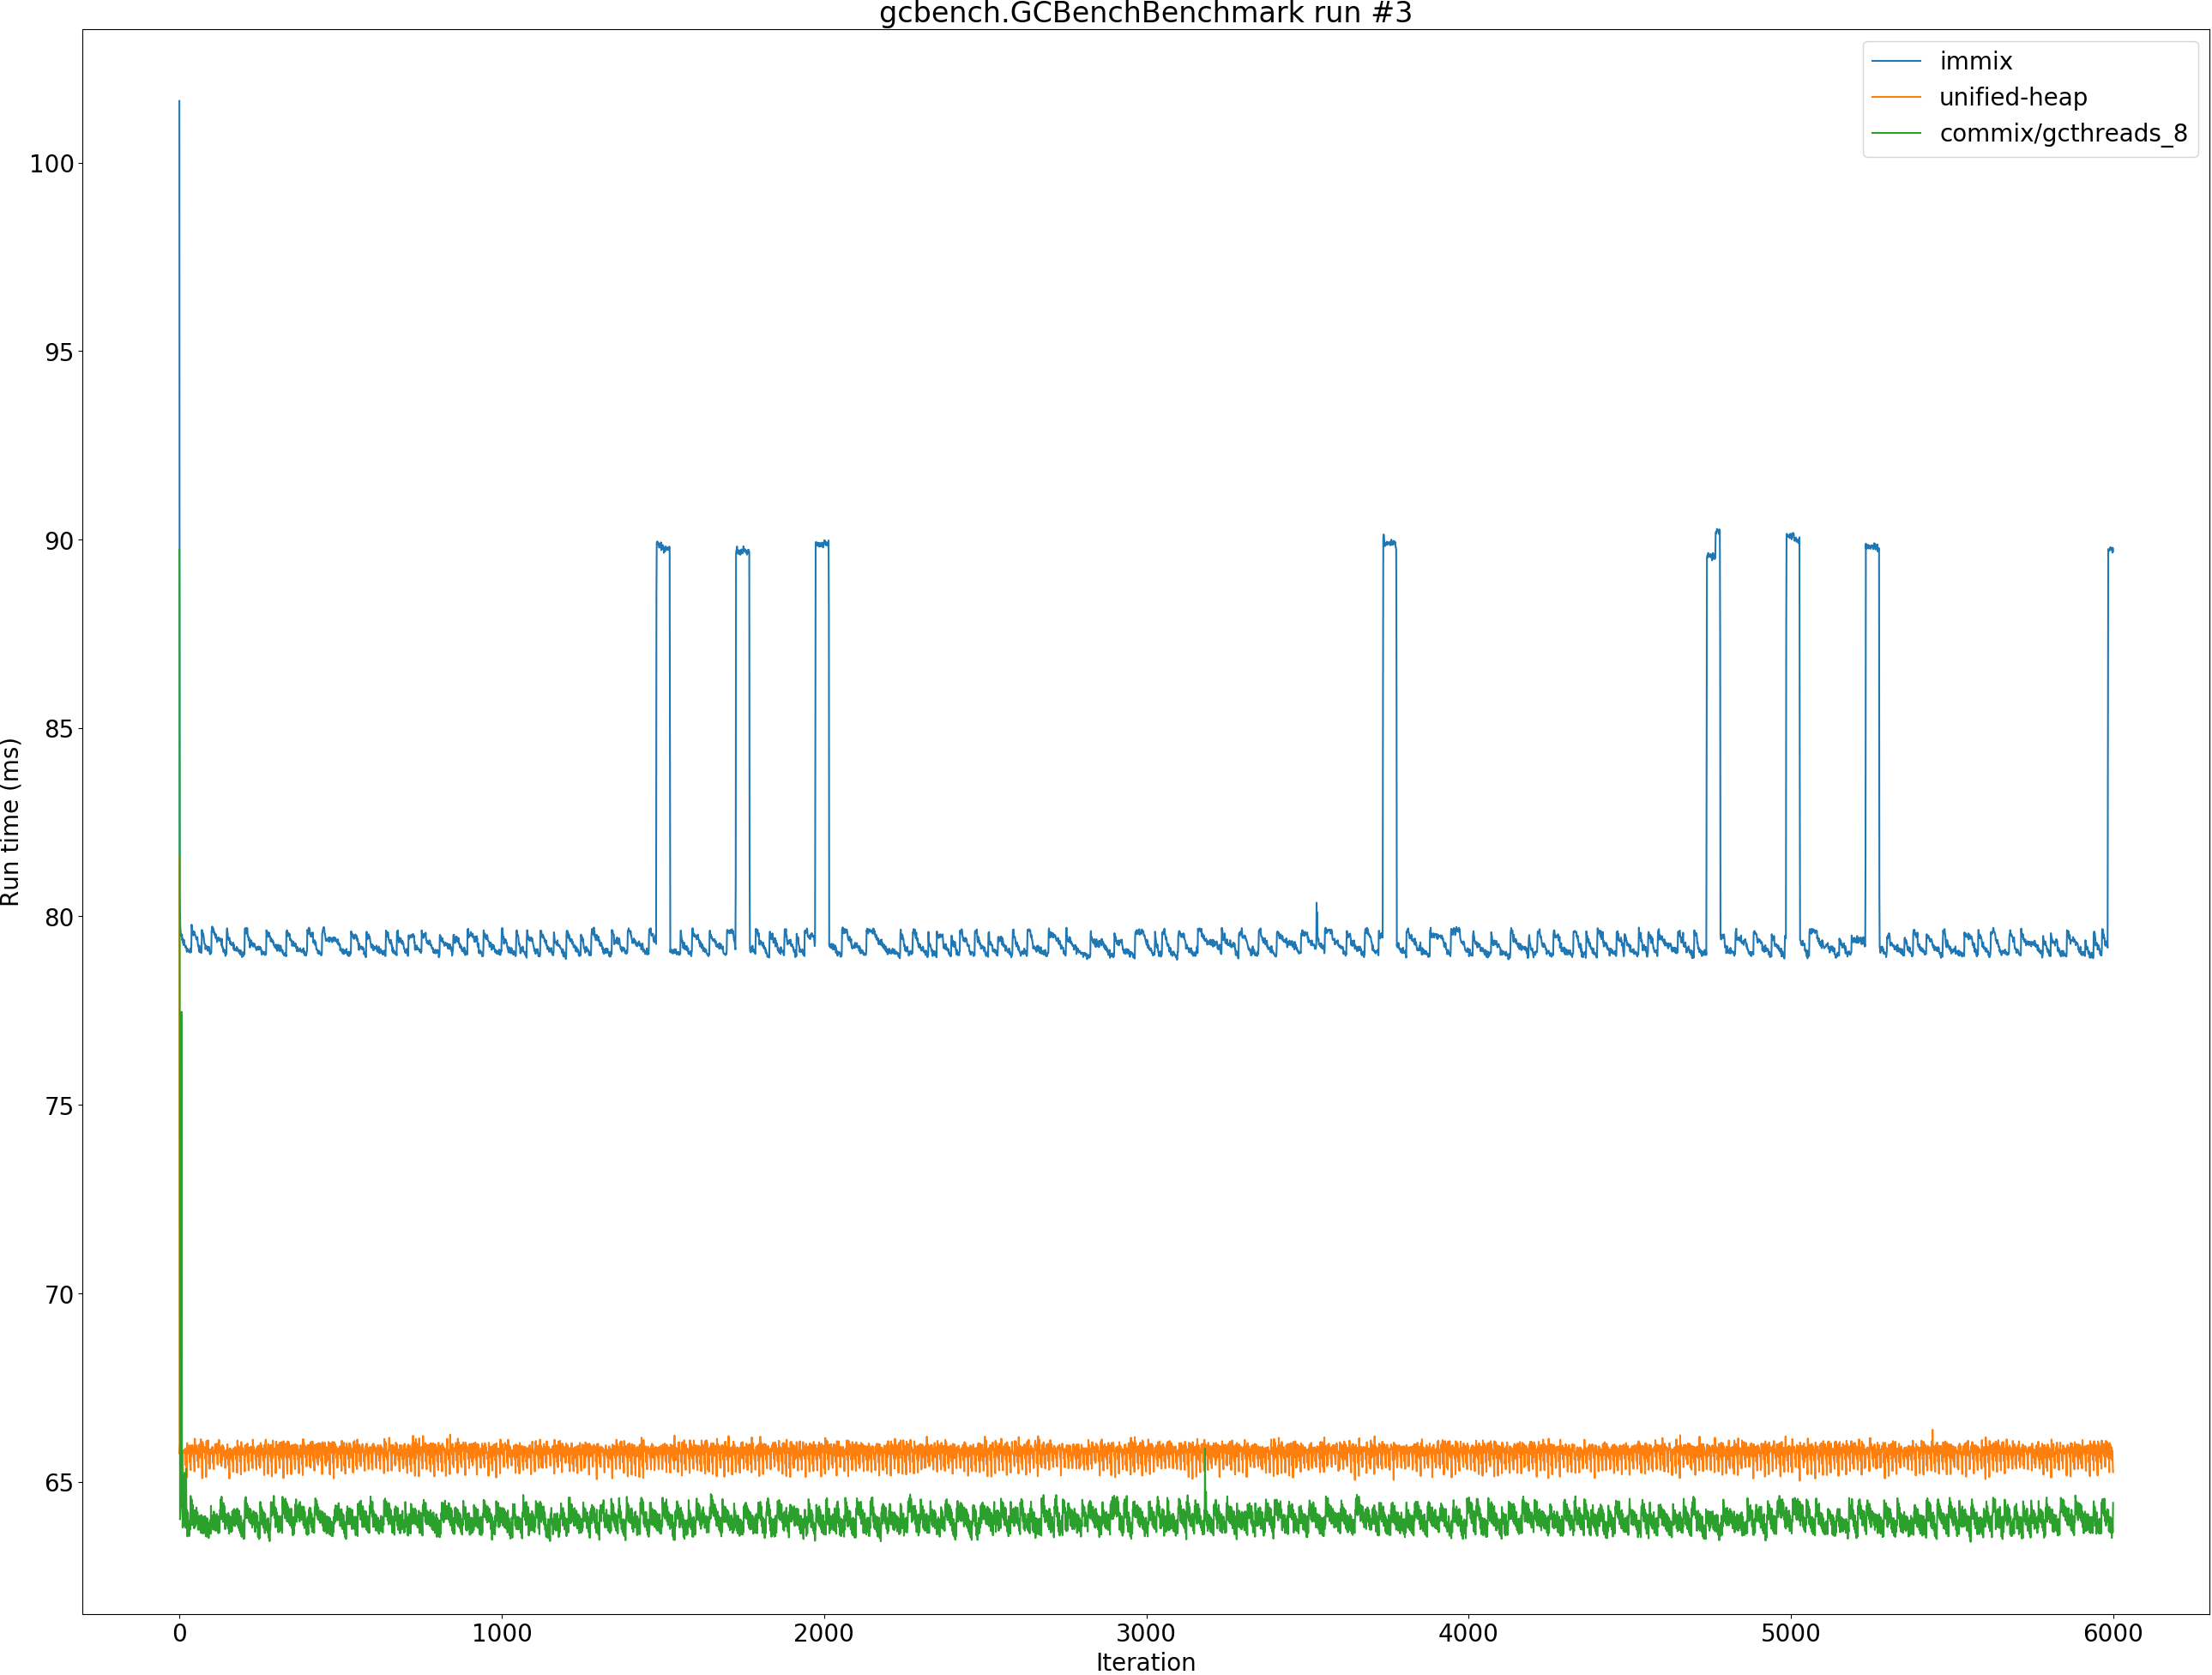 gcbench.GCBenchBenchmark run #3
immix
unified-heap
commix/gcthreads_8
100
95
90
85
80
75
70
65
Run time (ms)
0 1000 2000 3000 4000 5000 6000
Iteration